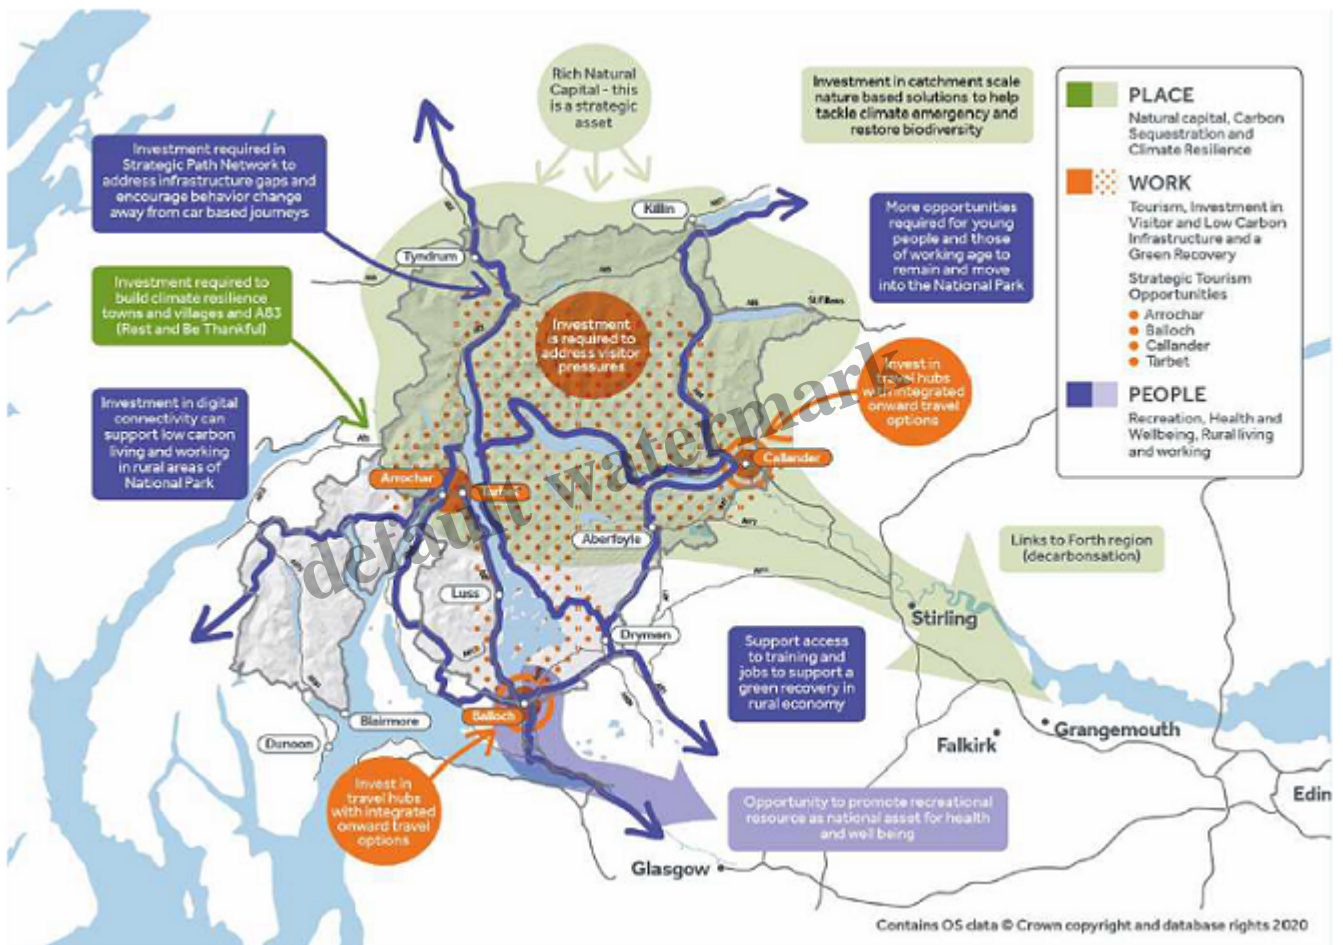 Rich Natural
Capital - this
is a strategic
asset
Investment in catchment scale
nature based solutions to help
tackle climate emergency and
restore biodiversity
Investment required in
Strategic Path Network to
address infrastructure gaps and
encourage behavior change
away from car based journeys
More opportunities
required for young
people and those
of working age to
remain and move
into the National Park
Investment required to
build climate resilience
towns and villages and A83
(Rest and Be Thankful)
Investment in digital
connectivity can
support low carbon
living and working
in rural areas of
National Park
Killin
Tyndrum
St Fillans
Investment
is required to
address visitor
pressures
Invest in
travel hubs
with integrated
onward travel
options
Callander
Arrochar
Tarbet
Aberfoyle
Luss
Drymen
Balloch
Blairmore
Dunoon
Invest in
travel hubs
with integrated
onward travel
options
Links to Forth region
(decarbonsation)
Stirling
Support access
to training and
jobs to support a
green recovery in
rural economy
Grangemouth
Falkirk
Edin
Opportunity to promote recreational
resource as national asset for health
and well being
Glasgow
PLACE
Natural capital, Carbon
Sequestration and
Climate Resilience
WORK
Tourism, Investment in
Visitor and Low Carbon
Infrastructure and a
Green Recovery
Strategic Tourism
Opportunities
Arrochar
Balloch
Callander
Tarbet
PEOPLE
Recreation, Health and
Wellbeing, Rural living
and working
default watermark
Contains OS data © Crown copyright and database rights 2020